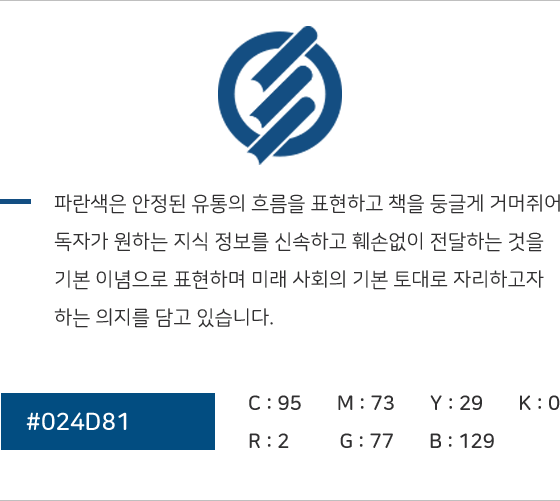 파란색은 안정된 유통의 흐름을 표현하고 책을 둥글게 거머쥐어
독자가 원하는 지식 정보를 신속하고 훼손없이 전달하는 것을
기본 이념으로 표현하며 미래 사회의 기본 토대로 자리하고자
하는 의지를 담고 있습니다.
#024D81
C : 95 M : 73 Y : 29 K : 0
R : 2 G : 77 B : 129